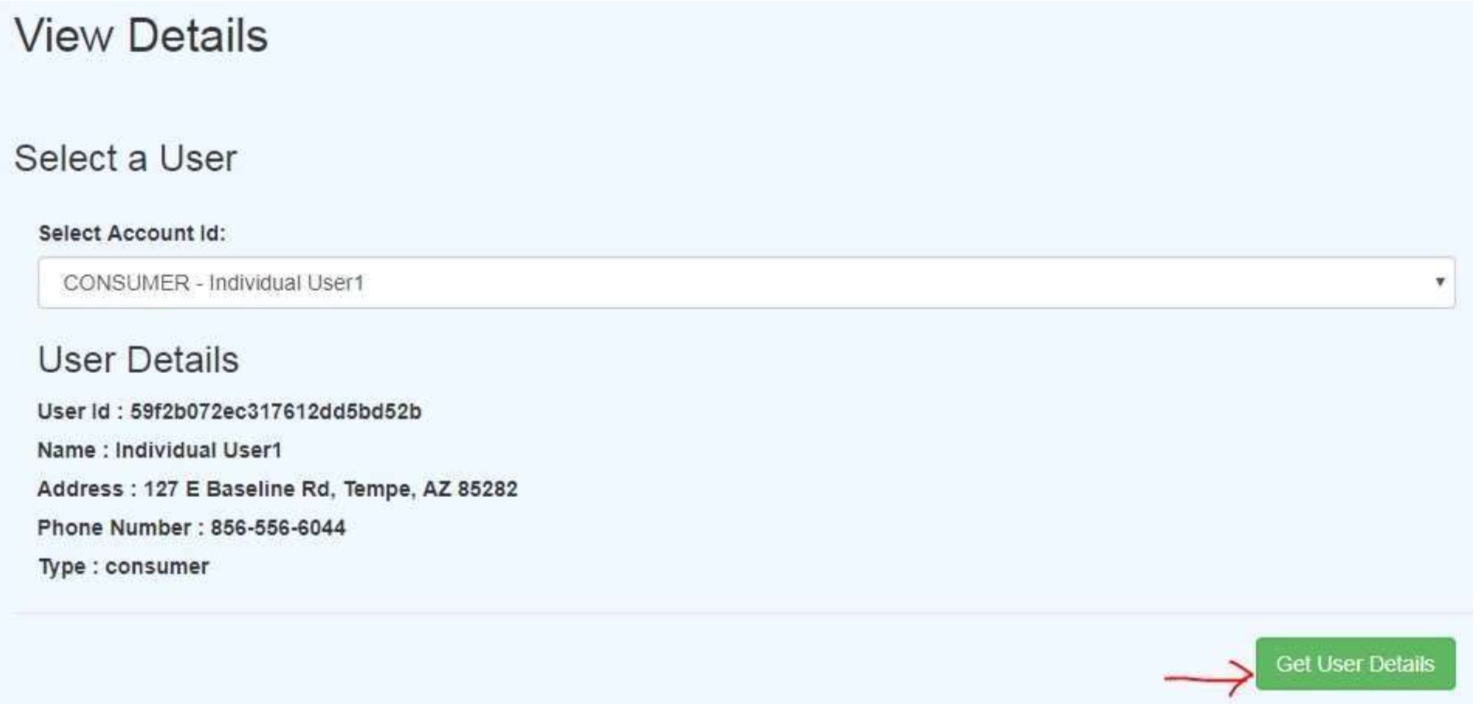 View Details
Select a User
Select Account Id:
CONSUMER - Individual User1
User Details
User Id : 59f2b072ec317612dd5bd52b
Name : Individual User1
Address : 127 E Baseline Rd, Tempe, AZ 85282
Phone Number : 856-556-6044
Type : consumer
Get User Details